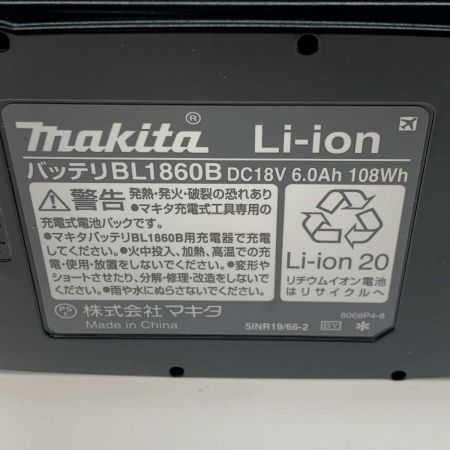 makita® Li-ion
バッテリBL1860B DC18V 6.0Ah 108Wh
警告 発熱・発火・破裂の恐れあり
●マキタ充電式工具専用の
充電式電池パックです。
●マキタバッテリBL1860B用充電器で充電
してください。●火中投入、加熱、高温での充
電・使用・放置をしないでください。●変形や
ショートさせたり、分解・修理・改造をしないで
ください。●雨や水にぬらさないでください。
Li-ion 20
リチウムイオン電池
はリサイクルへ
PSE 株式会社 マキタ
Made in China
5INR19/66-2 BY ✻ 8068P4-8